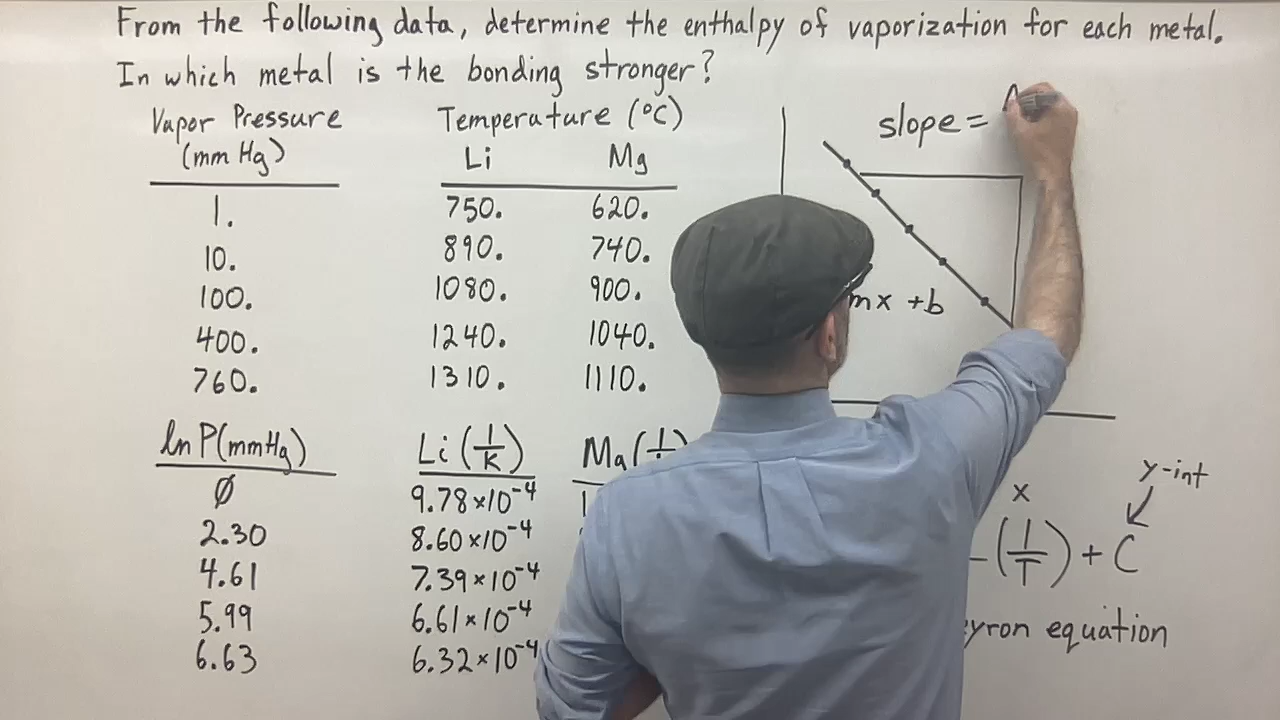 From the following data, determine the enthalpy of vaporization for each metal.
In which metal is the bonding stronger?
Vapor Pressure
(mm Hg)
Temperature (°C)
Li Mg
1. 750. 620.
10. 890. 740.
100. 1080. 900.
400. 1240. 1040.
760. 1310. 1110.
ln P(mmHg) Li (1/K)
Ø 9.78×10⁻⁴
2.30 8.60×10⁻⁴
4.61 7.39×10⁻⁴
5.99 6.61×10⁻⁴
6.63 6.32×10⁻⁴
slope =
mx + b
y-int
x
(1/T) + C
equation